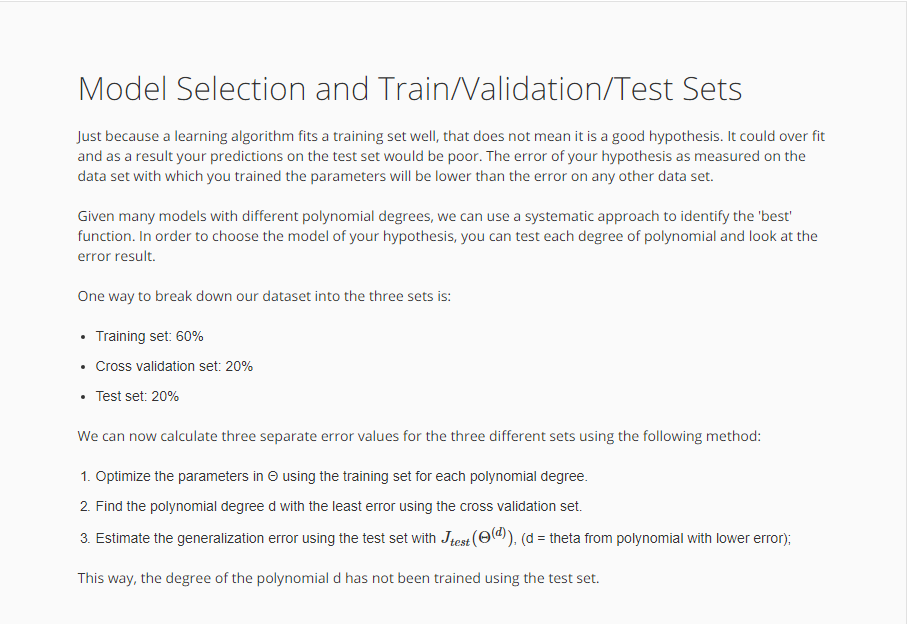 Model Selection and Train/Validation/Test Sets
Just because a learning algorithm fits a training set well, that does not mean it is a good hypothesis. It could over fit
and as a result your predictions on the test set would be poor. The error of your hypothesis as measured on the
data set with which you trained the parameters will be lower than the error on any other data set.
Given many models with different polynomial degrees, we can use a systematic approach to identify the 'best'
function. In order to choose the model of your hypothesis, you can test each degree of polynomial and look at the
error result.
One way to break down our dataset into the three sets is:
• Training set: 60%
• Cross validation set: 20%
• Test set: 20%
We can now calculate three separate error values for the three different sets using the following method:
1. Optimize the parameters in Θ using the training set for each polynomial degree.
2. Find the polynomial degree d with the least error using the cross validation set.
3. Estimate the generalization error using the test set with J_{test}(Θ^{(d)}), (d = theta from polynomial with lower error);
This way, the degree of the polynomial d has not been trained using the test set.